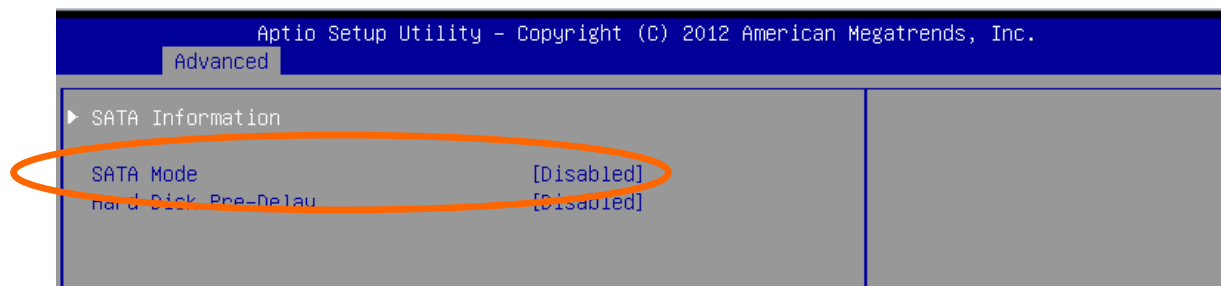 Aptio Setup Utility – Copyright (C) 2012 American Megatrends, Inc.
Advanced
SATA Information
SATA Mode [Disabled]
Hard Disk Pre-Delay [Disabled]